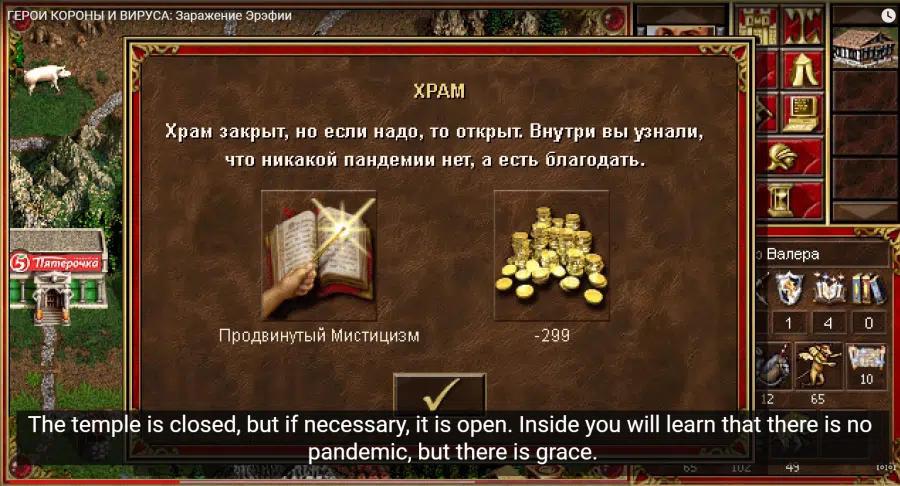 ГЕРОИ КОРОНЫ И ВИРУСА: Заражение Эрэфии
ХРАМ
Храм закрыт, но если надо, то открыт. Внутри вы узнали,
что никакой пандемии нет, а есть благодать.
5 Пятерочка
Валера
1 4 0
Продвинутый Мистицизм
-299
10
12 65
The temple is closed, but if necessary, it is open. Inside you will learn that there is no
pandemic, but there is grace.
65 102 49